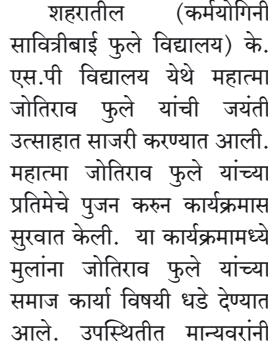 शहरातील (कर्मयोगिनी
सावित्रीबाई फुले विद्यालय) के.
एस.पी विद्यालय येथे महात्मा
जोतिराव फुले यांची जयंती
उत्साहात साजरी करण्यात आली.
महात्मा जोतिराव फुले यांच्या
प्रतिमेचे पुजन करुन कार्यक्रमास
सुरवात केली. या कार्यक्रमामध्ये
मुलांना जोतिराव फुले यांच्या
समाज कार्या विषयी धडे देण्यात
आले. उपस्थितीत मान्यवरांनी